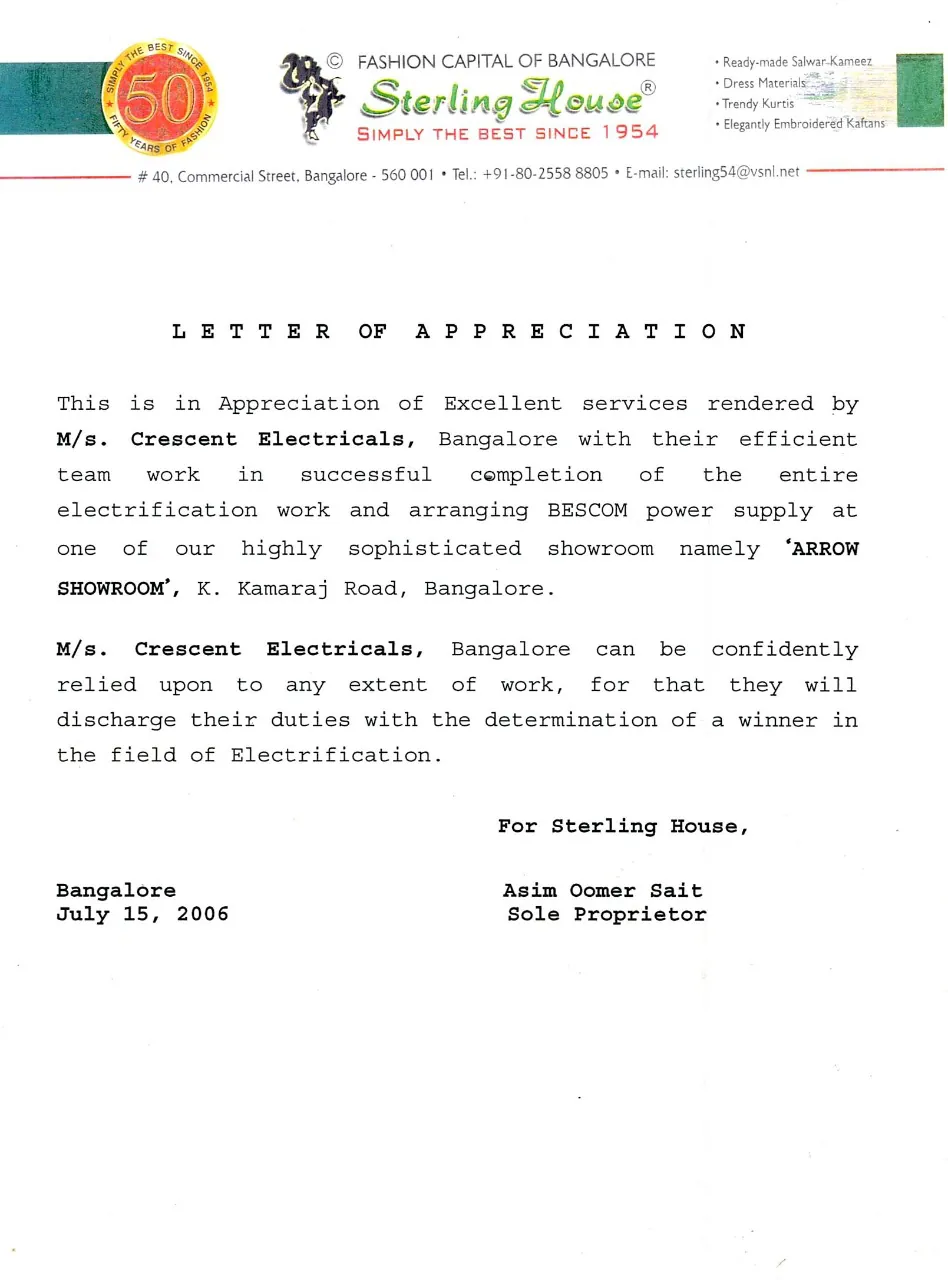 SIMPLY THE BEST SINCE 1954
50
FIFTY YEARS OF FASHION
© FASHION CAPITAL OF BANGALORE
Sterling House®
SIMPLY THE BEST SINCE 1954
• Ready-made Salwar Kameez
• Dress Materials
• Trendy Kurtis
• Elegantly Embroidered Kaftans
# 40, Commercial Street, Bangalore - 560 001 • Tel.: +91-80-2558 8805 • E-mail: sterling54@vsnl.net
L E T T E R OF A P P R E C I A T I O N
This is in Appreciation of Excellent services rendered by
M/s. Crescent Electricals, Bangalore with their efficient
team work in successful completion of the entire
electrification work and arranging BESCOM power supply at
one of our highly sophisticated showroom namely ‘ARROW
SHOWROOM’, K. Kamaraj Road, Bangalore.
M/s. Crescent Electricals, Bangalore can be confidently
relied upon to any extent of work, for that they will
discharge their duties with the determination of a winner in
the field of Electrification.
For Sterling House,
Bangalore
July 15, 2006
Asim Oomer Sait
Sole Proprietor